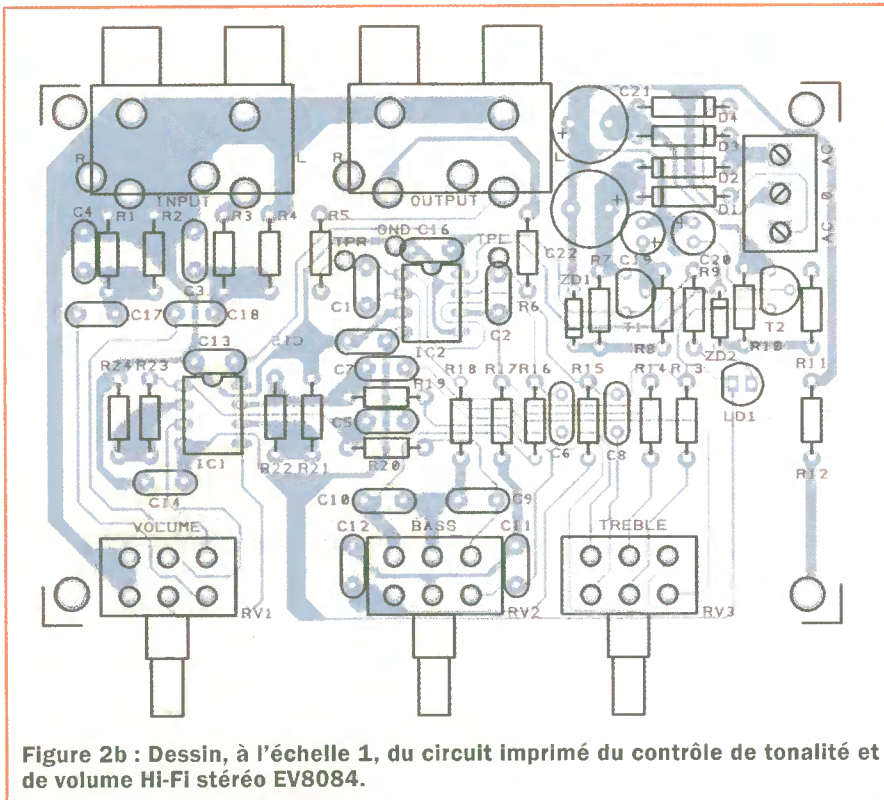 C21
D4
D3
D2
D1
AC
0
AC
R
L
R
L
INPUT
OUTPUT
C4
R1
R2
R3
R4
R5
GND
C16
TPR
TPL
C22
R7
C19
C20
R9
ZD1
C3
C1
R6
C17
C18
C2
T1
T2
IC2
R8
ZD2
R10
R11
C13
C15
C7
R24
R23
R19
R18
R17
R16
R15
R14
R13
LD1
C5
C6
C8
IC1
R22
R21
R20
R12
C14
C10
C9
VOLUME
C12
BASS
C11
TREBLE
RV1
RV2
RV3
Figure 2b : Dessin, à l'échelle 1, du circuit imprimé du contrôle de tonalité et
de volume Hi-Fi stéréo EV8084.